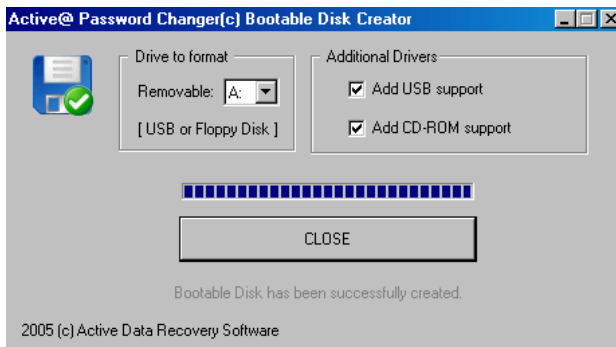 Active@ Password Changer(c) Bootable Disk Creator
Drive to format
Removable: A:
[ USB or Floppy Disk ]
Additional Drivers
Add USB support
Add CD-ROM support
CLOSE
Bootable Disk has been successfully created.
2005 (c) Active Data Recovery Software